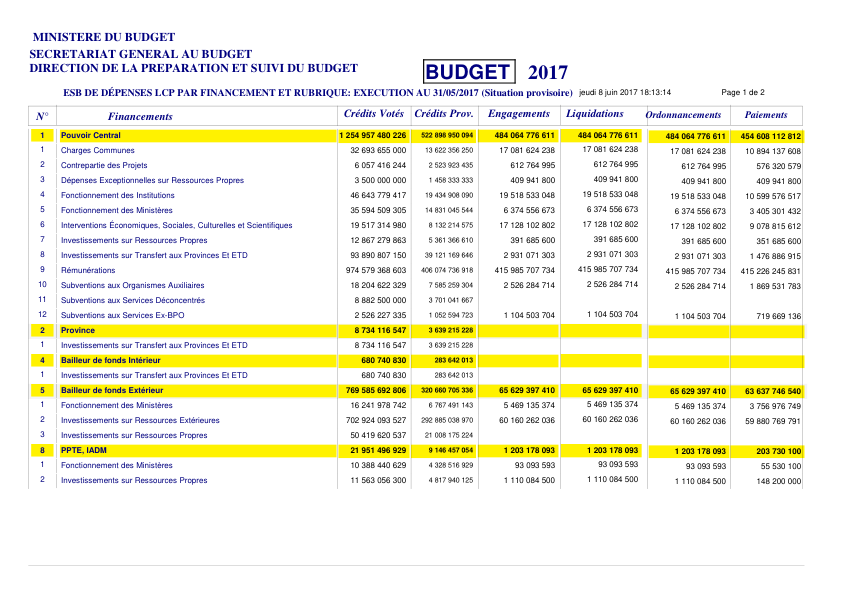 MINISTERE DU BUDGET
SECRETARIAT GENERAL AU BUDGET
DIRECTION DE LA PREPARATION ET SUIVI DU BUDGET
BUDGET 2017
ESB DE DÉPENSES LCP PAR FINANCEMENT ET RUBRIQUE: EXECUTION AU 31/05/2017 (Situation provisoire) jeudi 8 juin 2017 18:13:14 Page 1 de 2
N° Financements Crédits Votés Crédits Prov. Engagements Liquidations Ordonnancements Paiements
1 Pouvoir Central 1 254 957 480 226 522 898 950 094 484 064 776 611 484 064 776 611 484 064 776 611 454 608 112 812
1 Charges Communes 32 693 655 000 13 622 356 250 17 081 624 238 17 081 624 238 17 081 624 238 10 894 137 608
2 Contrepartie des Projets 6 057 416 244 2 523 923 435 612 764 995 612 764 995 612 764 995 576 320 579
3 Dépenses Exceptionnelles sur Ressources Propres 3 500 000 000 1 458 333 333 409 941 800 409 941 800 409 941 800 409 941 800
4 Fonctionnement des Institutions 46 643 779 417 19 434 908 090 19 518 533 048 19 518 533 048 19 518 533 048 10 599 576 517
5 Fonctionnement des Ministères 35 594 509 305 14 831 045 544 6 374 556 673 6 374 556 673 6 374 556 673 3 405 301 432
6 Interventions Économiques, Sociales, Culturelles et Scientifiques 19 517 314 980 8 132 214 575 17 128 102 800 17 128 102 800 17 128 102 800 9 078 815 612
7 Investissements sur Ressources Propres 12 867 279 863 5 361 366 610 391 685 600 391 685 600 391 685 600 351 685 600
8 Investissements sur Transfert aux Provinces Et ETD 93 890 807 150 39 121 169 646 2 931 071 303 2 931 071 303 2 931 071 303 1 476 886 915
9 Rémunérations 974 579 368 603 406 074 736 918 415 985 707 734 415 985 707 734 415 985 707 734 415 226 245 831
10 Subventions aux Organismes Auxiliaires 18 204 622 329 7 585 259 304 2 526 284 714 2 526 284 714 2 526 284 714 1 869 531 783
11 Subventions aux Services Déconcentrés 8 882 500 000 3 701 041 667
12 Subventions aux Services Ex-BPO 2 526 227 335 1 052 594 723 1 104 503 704 1 104 503 704 1 104 503 704 719 669 136
2 Province 8 734 116 547 3 639 215 228
1 Investissements sur Transfert aux Provinces Et ETD 8 734 116 547 3 639 215 228
4 Bailleur de fonds Intérieur 680 740 830 283 642 013
1 Investissements sur Transfert aux Provinces Et ETD 680 740 830 283 642 013
5 Bailleur de fonds Extérieur 769 585 692 806 320 660 705 336 65 629 397 410 65 629 397 410 65 629 397 410 63 637 746 540
1 Fonctionnement des Ministères 16 241 978 742 6 767 491 143 5 469 135 374 5 469 135 374 5 469 135 374 3 756 976 749
2 Investissements sur Ressources Extérieures 702 924 093 527 292 885 038 970 60 160 262 036 60 160 262 036 60 160 262 036 59 880 769 791
3 Investissements sur Ressources Propres 50 419 620 537 21 008 175 224
8 PPTE, IADM 21 951 496 929 9 146 457 054 1 203 178 093 1 203 178 093 1 203 178 093 203 730 100
1 Fonctionnement des Ministères 10 388 440 629 4 328 516 929 93 093 593 93 093 593 93 093 593 55 530 100
2 Investissements sur Ressources Propres 11 563 056 300 4 817 940 125 1 110 084 500 1 110 084 500 1 110 084 500 148 200 000